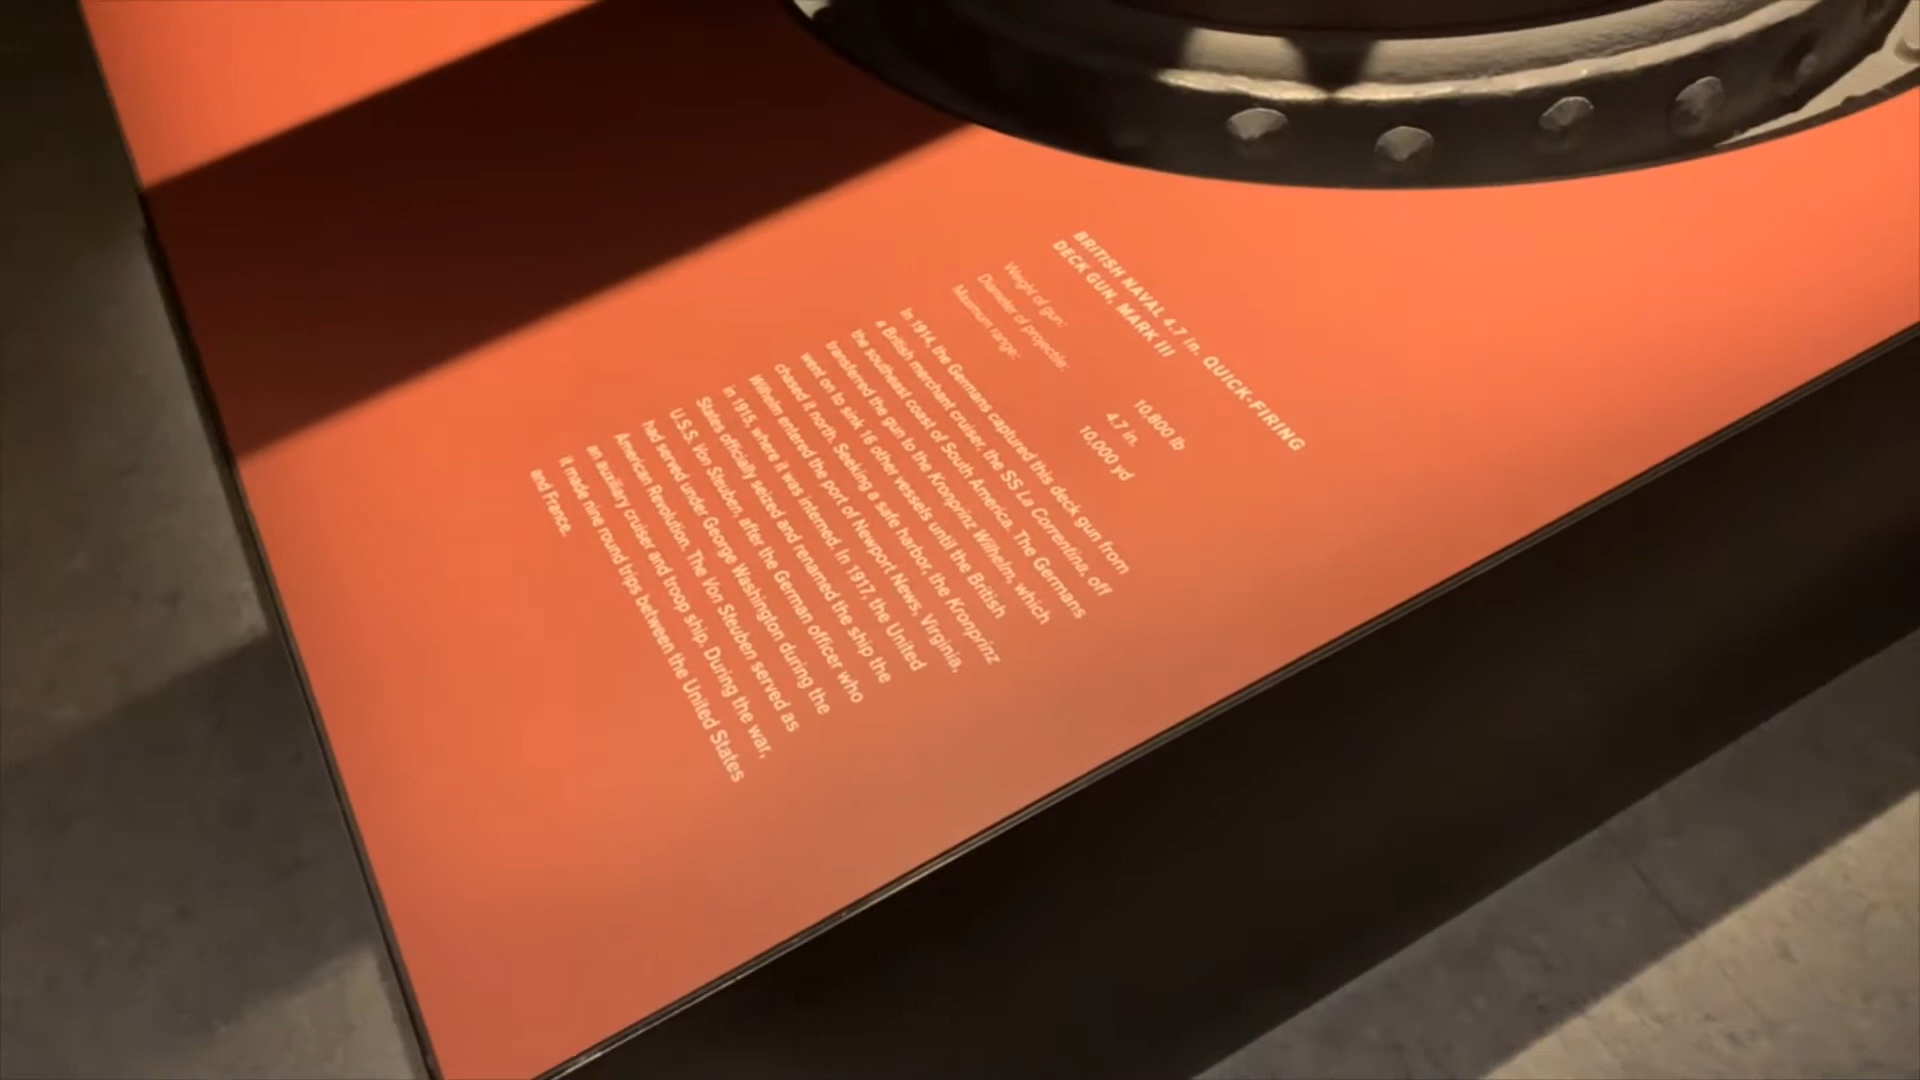 BRITISH NAVAL 4.7 in. QUICK-FIRING
DECK GUN, MARK III
Weight of gun: 10,800 lb
Diameter of projectile: 4.7 in.
Maximum range: 10,000 yd
In 1914, the Germans captured this deck gun from
a British merchant cruiser, the SS La Correntina, off
the southeast coast of South America. The Germans
transferred the gun to the Kronprinz Wilhelm, which
went on to sink 16 other vessels until the British
chased it north. Seeking a safe harbor, the Kronprinz
Wilhelm entered the port of Newport News, Virginia,
in 1915, where it was interned. In 1917, the United
States officially seized and renamed the ship the
U.S.S. Von Steuben, after the German officer who
had served under George Washington during the
American Revolution. The Von Steuben served as
an auxiliary cruiser and troop ship. During the war,
it made nine round trips between the United States
and France.